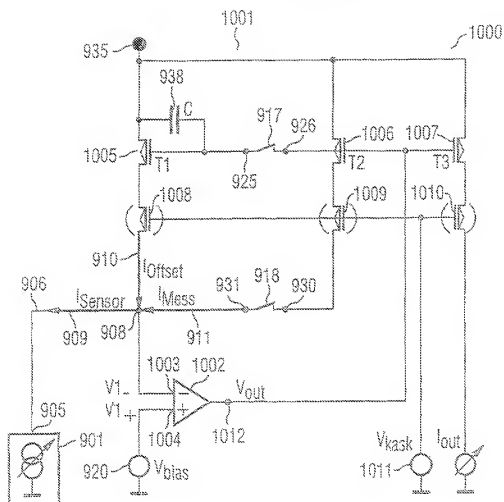 1001
1000
935
938
C
917
926
1006
1007
1005
T1
925
T2
T3
1008
1009
1010
910
IOffset
906
ISensor
931
918
930
IMess
909
908
911
1003
1002
V1-
Vout
V1+
905
1004
1012
901
Vkask
Iout
920
Vbias
1011